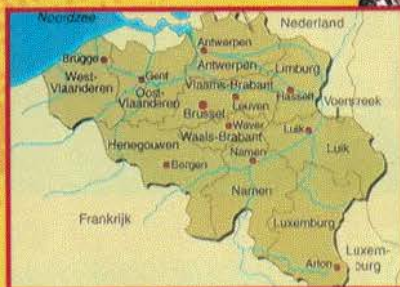 Noordzee
Nederland
Antwerpen
Brugge
Gent
Antwerpen
Limburg
West-
Vlaanderen
Oost-
Vlaanderen
Vlaams-Brabant
Leuven
Hasselt
Voerstreek
Brussel
Waver
Waals-Brabant
Luik
Henegouwen
Bergen
Namen
Luik
Namen
Frankrijk
Luxemburg
Luxem-
burg
Arlon